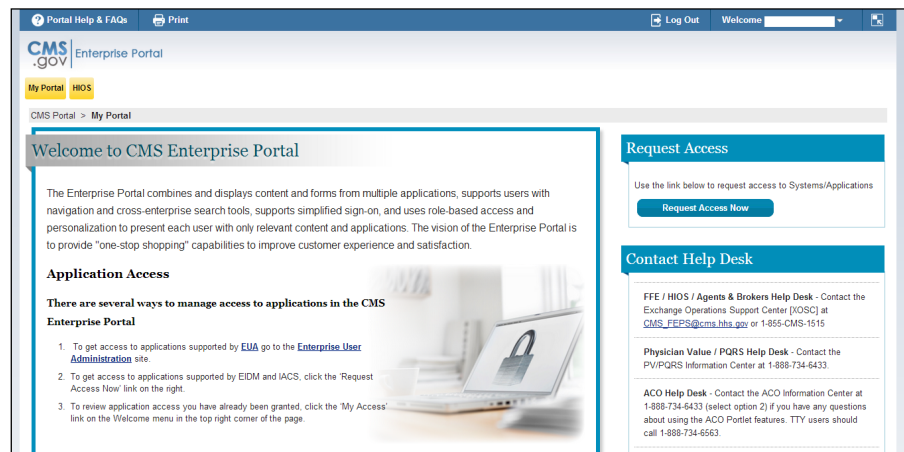 Portal Help & FAQs
Print
Log Out
Welcome
CMS
.gov
Enterprise Portal
My Portal
HIOS
CMS Portal > My Portal
Welcome to CMS Enterprise Portal
The Enterprise Portal combines and displays content and forms from multiple applications, supports users with
navigation and cross-enterprise search tools, supports simplified sign-on, and uses role-based access and
personalization to present each user with only relevant content and applications. The vision of the Enterprise Portal is
to provide "one-stop shopping" capabilities to improve customer experience and satisfaction.
Application Access
There are several ways to manage access to applications in the CMS
Enterprise Portal
1. To get access to applications supported by EUA go to the Enterprise User
Administration site.
2. To get access to applications supported by EIDM and IACS, click the 'Request
Access Now' link on the right.
3. To review application access you have already been granted, click the 'My Access'
link on the Welcome menu in the top right corner of the page.
Request Access
Use the link below to request access to Systems/Applications
Request Access Now
Contact Help Desk
FFE / HIOS / Agents & Brokers Help Desk - Contact the
Exchange Operations Support Center [XOSC] at
CMS_FEPS@cms.hhs.gov or 1-855-CMS-1515
Physician Value / PQRS Help Desk - Contact the
PV/PQRS Information Center at 1-888-734-6433.
ACO Help Desk - Contact the ACO Information Center at
1-888-734-6433 (select option 2) if you have any questions
about using the ACO Portlet features. TTY users should
call 1-888-734-6563.